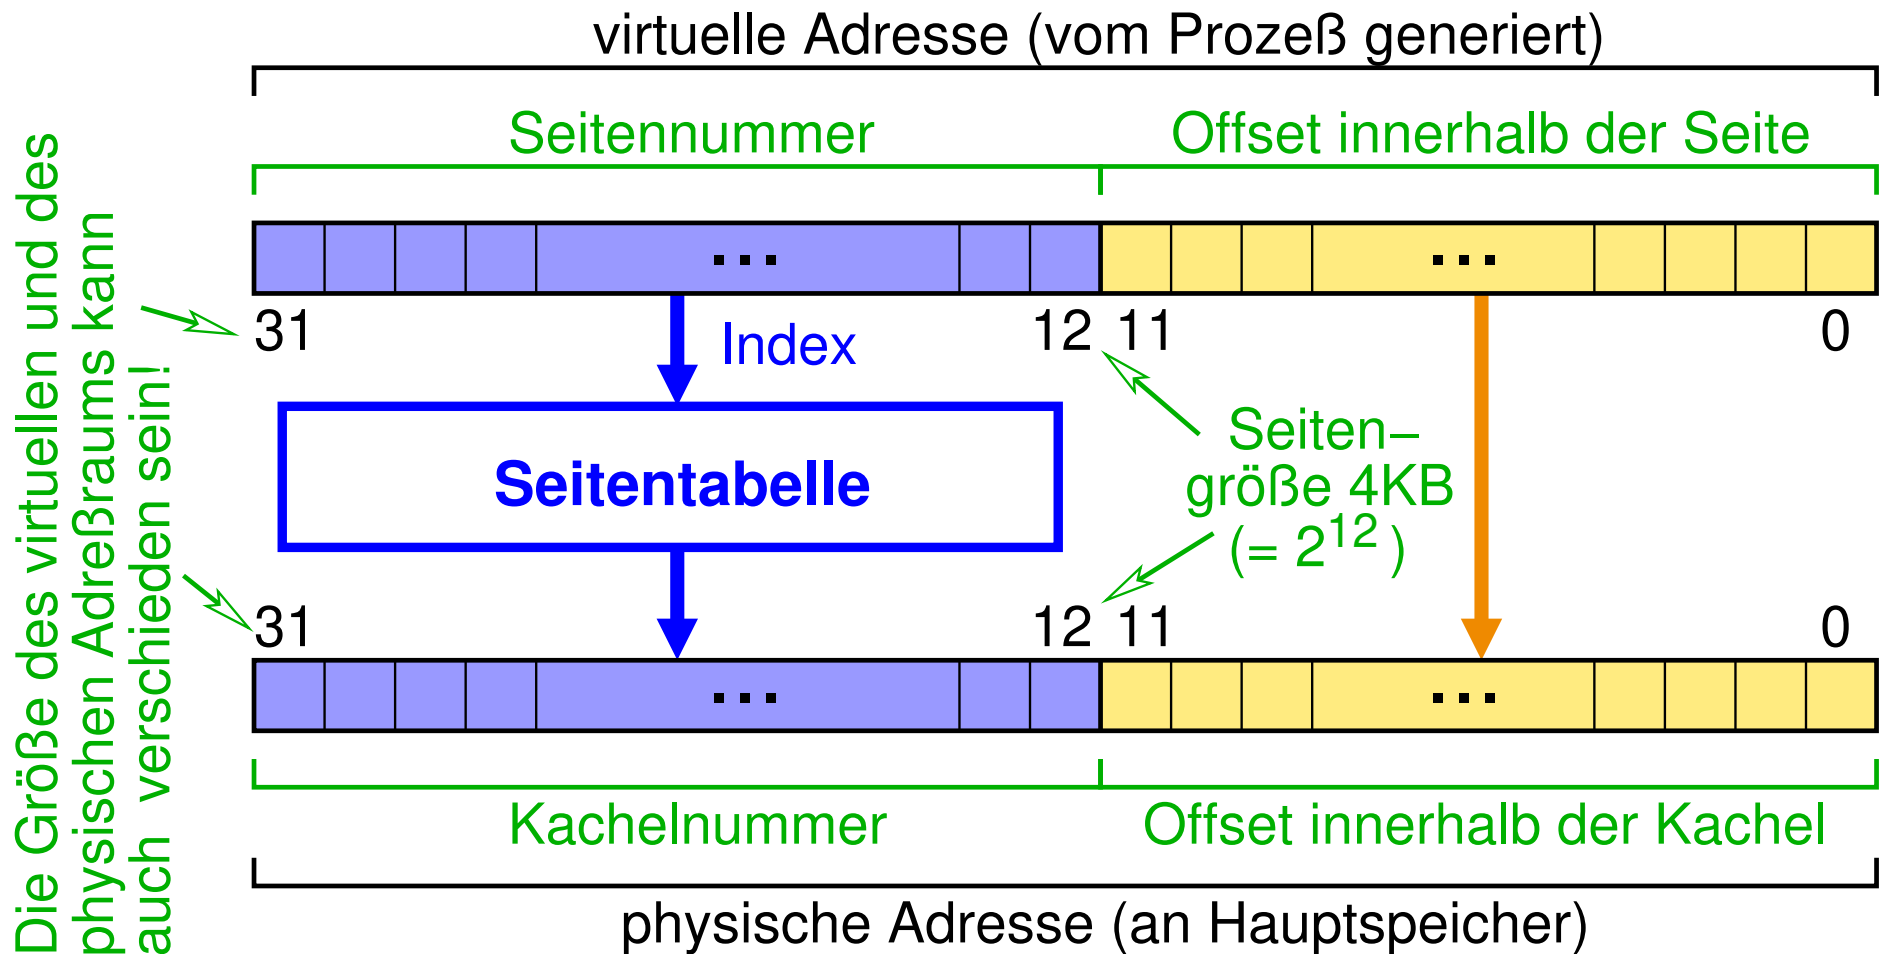 virtuelle Adresse (vom Prozeß generiert)
Seitennummer
Offset innerhalb der Seite
...
...
31
12
11
0
Index
Seitentabelle
Seiten–
größe 4KB
(= 2^12 )
31
12
11
0
...
...
Kachelnummer
Offset innerhalb der Kachel
physische Adresse (an Hauptspeicher)
Die Größe des virtuellen und des
physischen Adreßraums kann
auch verschieden sein!